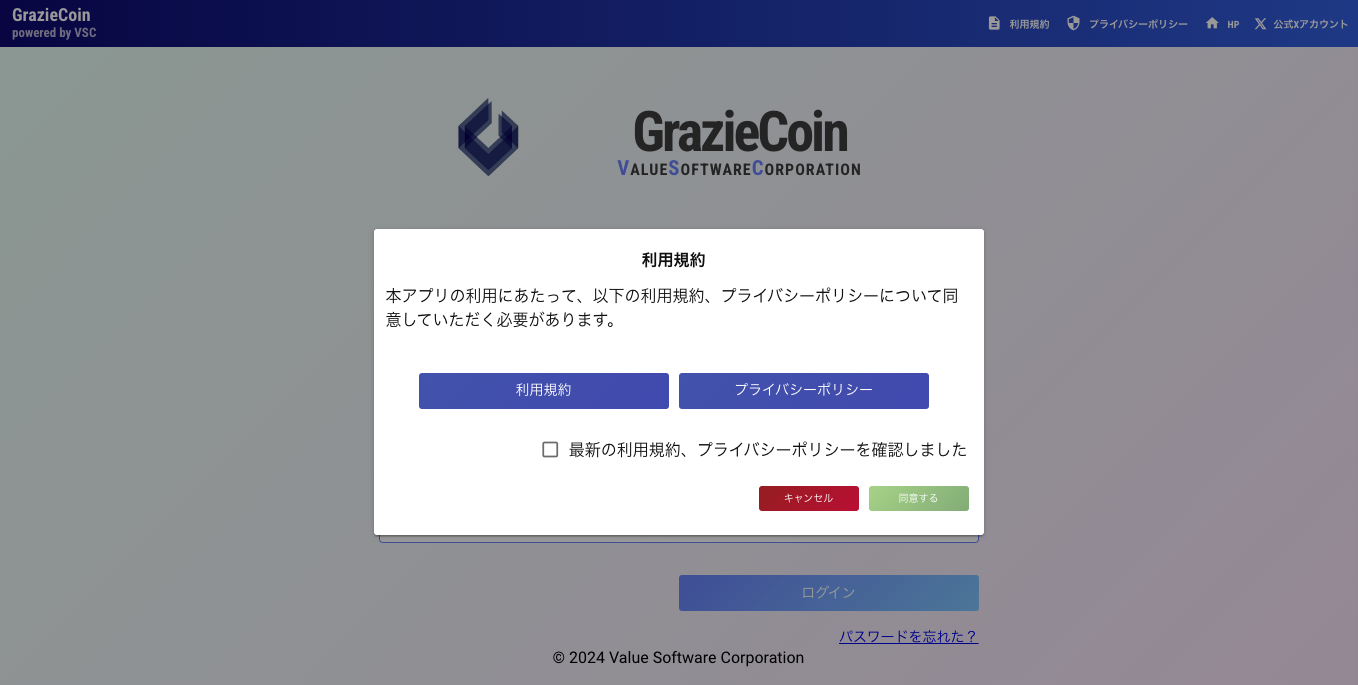 GrazieCoin
powered by VSC
利用規約 プライバシーポリシー HP 公式Xアカウント
GrazieCoin
VALUESOFTWARECORPORATION
利用規約
本アプリの利用にあたって、以下の利用規約、プライバシーポリシーについて同
意していただく必要があります。
利用規約 プライバシーポリシー
最新の利用規約、プライバシーポリシーを確認しました
キャンセル 同意する
ログイン
パスワードを忘れた？
© 2024 Value Software Corporation